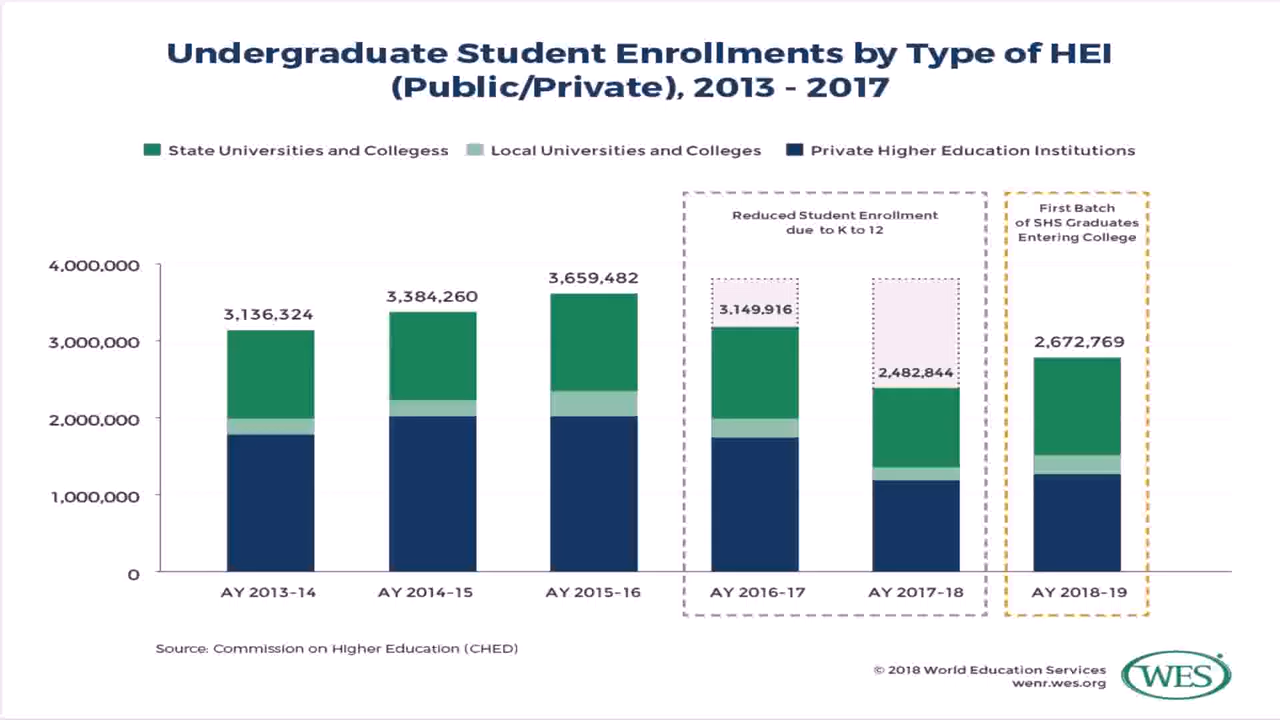 Undergraduate Student Enrollments by Type of HEI
(Public/Private), 2013 - 2017
State Universities and Collegess
Local Universities and Colleges
Private Higher Education Institutions
Reduced Student Enrollment
due to K to 12
First Batch
of SHS Graduates
Entering College
4,000,000
3,000,000
2,000,000
1,000,000
0
3,136,324
3,384,260
3,659,482
3,149,916
2,482,844
2,672,769
AY 2013-14
AY 2014-15
AY 2015-16
AY 2016-17
AY 2017-18
AY 2018-19
Source: Commission on Higher Education (CHED)
© 2018 World Education Services
wenr.wes.org
WES